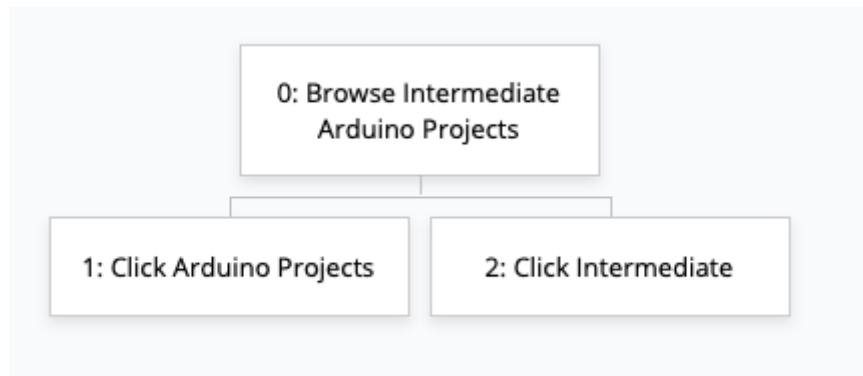 0: Browse Intermediate
Arduino Projects
1: Click Arduino Projects
2: Click Intermediate